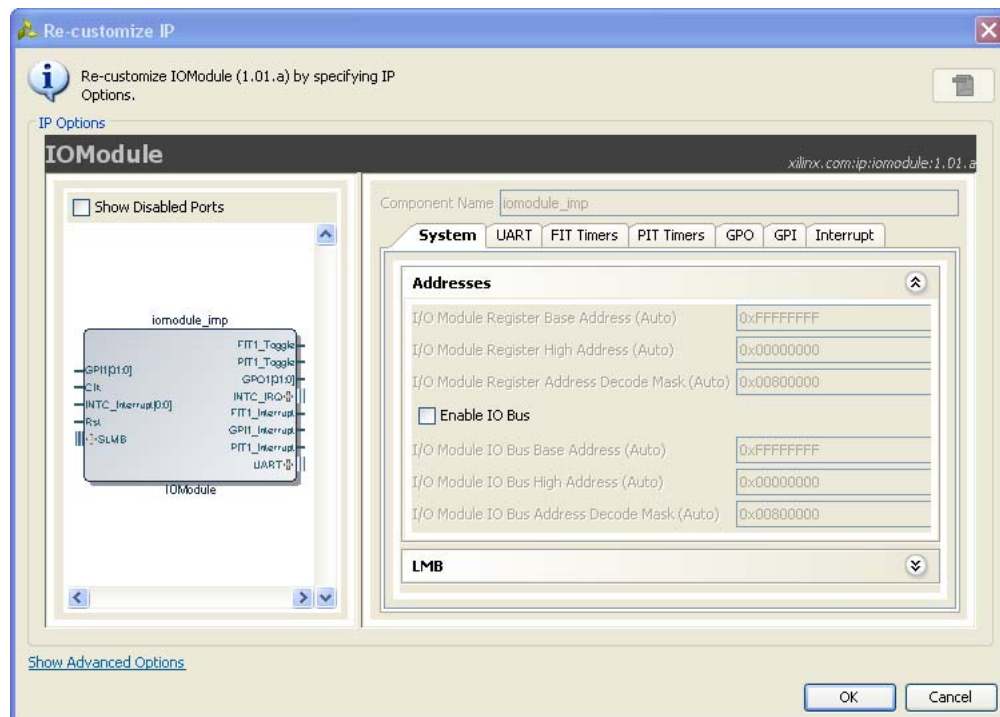 Re-customize IP
Re-customize IOModule (1.01.a) by specifying IP
Options.
IP Options
IOModule
xilinx.com:ip:iomodule:1.01.a
Show Disabled Ports
iomodule_imp
GPI1[31:0]
Clk
INTC_Interrupt[0:0]
Rst
SLMB
FIT1_Toggle
PIT1_Toggle
GPO1[31:0]
INTC_IRQ
FIT1_Interrupt
GPI1_Interrupt
PIT1_Interrupt
UART
IOModule
Component Name iomodule_imp
System UART FIT Timers PIT Timers GPO GPI Interrupt
Addresses
I/O Module Register Base Address (Auto) 0xFFFFFFFF
I/O Module Register High Address (Auto) 0x00000000
I/O Module Register Address Decode Mask (Auto) 0x00800000
Enable IO Bus
I/O Module IO Bus Base Address (Auto) 0xFFFFFFFF
I/O Module IO Bus High Address (Auto) 0x00000000
I/O Module IO Bus Address Decode Mask (Auto) 0x00800000
LMB
Show Advanced Options
OK Cancel